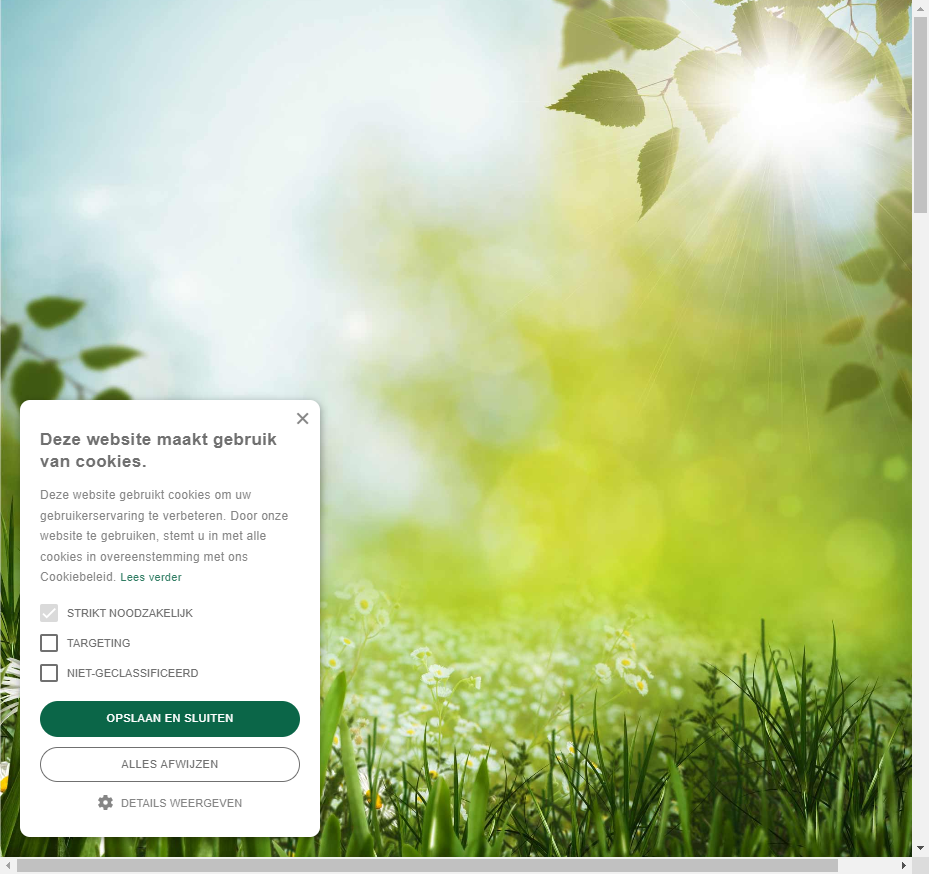 ×
Deze website maakt gebruik
van cookies.
Deze website gebruikt cookies om uw
gebruikerservaring te verbeteren. Door onze
website te gebruiken, stemt u in met alle
cookies in overeenstemming met ons
Cookiebeleid. Lees verder
STRIKT NOODZAKELIJK
TARGETING
NIET-GECLASSIFICEERD
OPSLAAN EN SLUITEN
ALLES AFWIJZEN
DETAILS WEERGEVEN